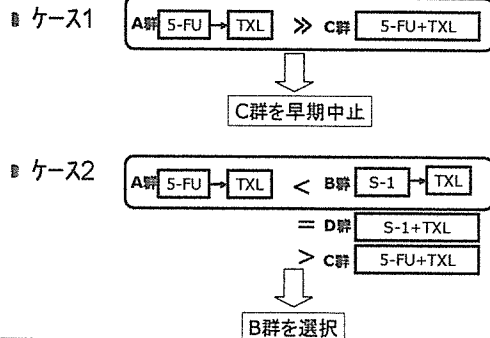 ケース1
A群 5-FU → TXL ≫ C群 5-FU+TXL
C群を早期中止
ケース2
A群 5-FU → TXL < B群 S-1 → TXL
= D群 S-1+TXL
> C群 5-FU+TXL
B群を選択